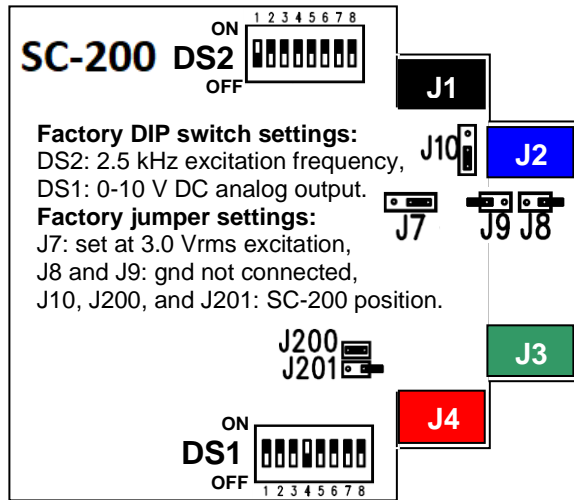 1 2 3 4 5 6 7 8
ON
SC-200 DS2
OFF
J1
Factory DIP switch settings:
DS2: 2.5 kHz excitation frequency,
DS1: 0-10 V DC analog output.
Factory jumper settings:
J7: set at 3.0 Vrms excitation,
J8 and J9: gnd not connected,
J10, J200, and J201: SC-200 position.
J10
J2
J7
J9 J8
J200
J201
J3
J4
ON
DS1
OFF
1 2 3 4 5 6 7 8